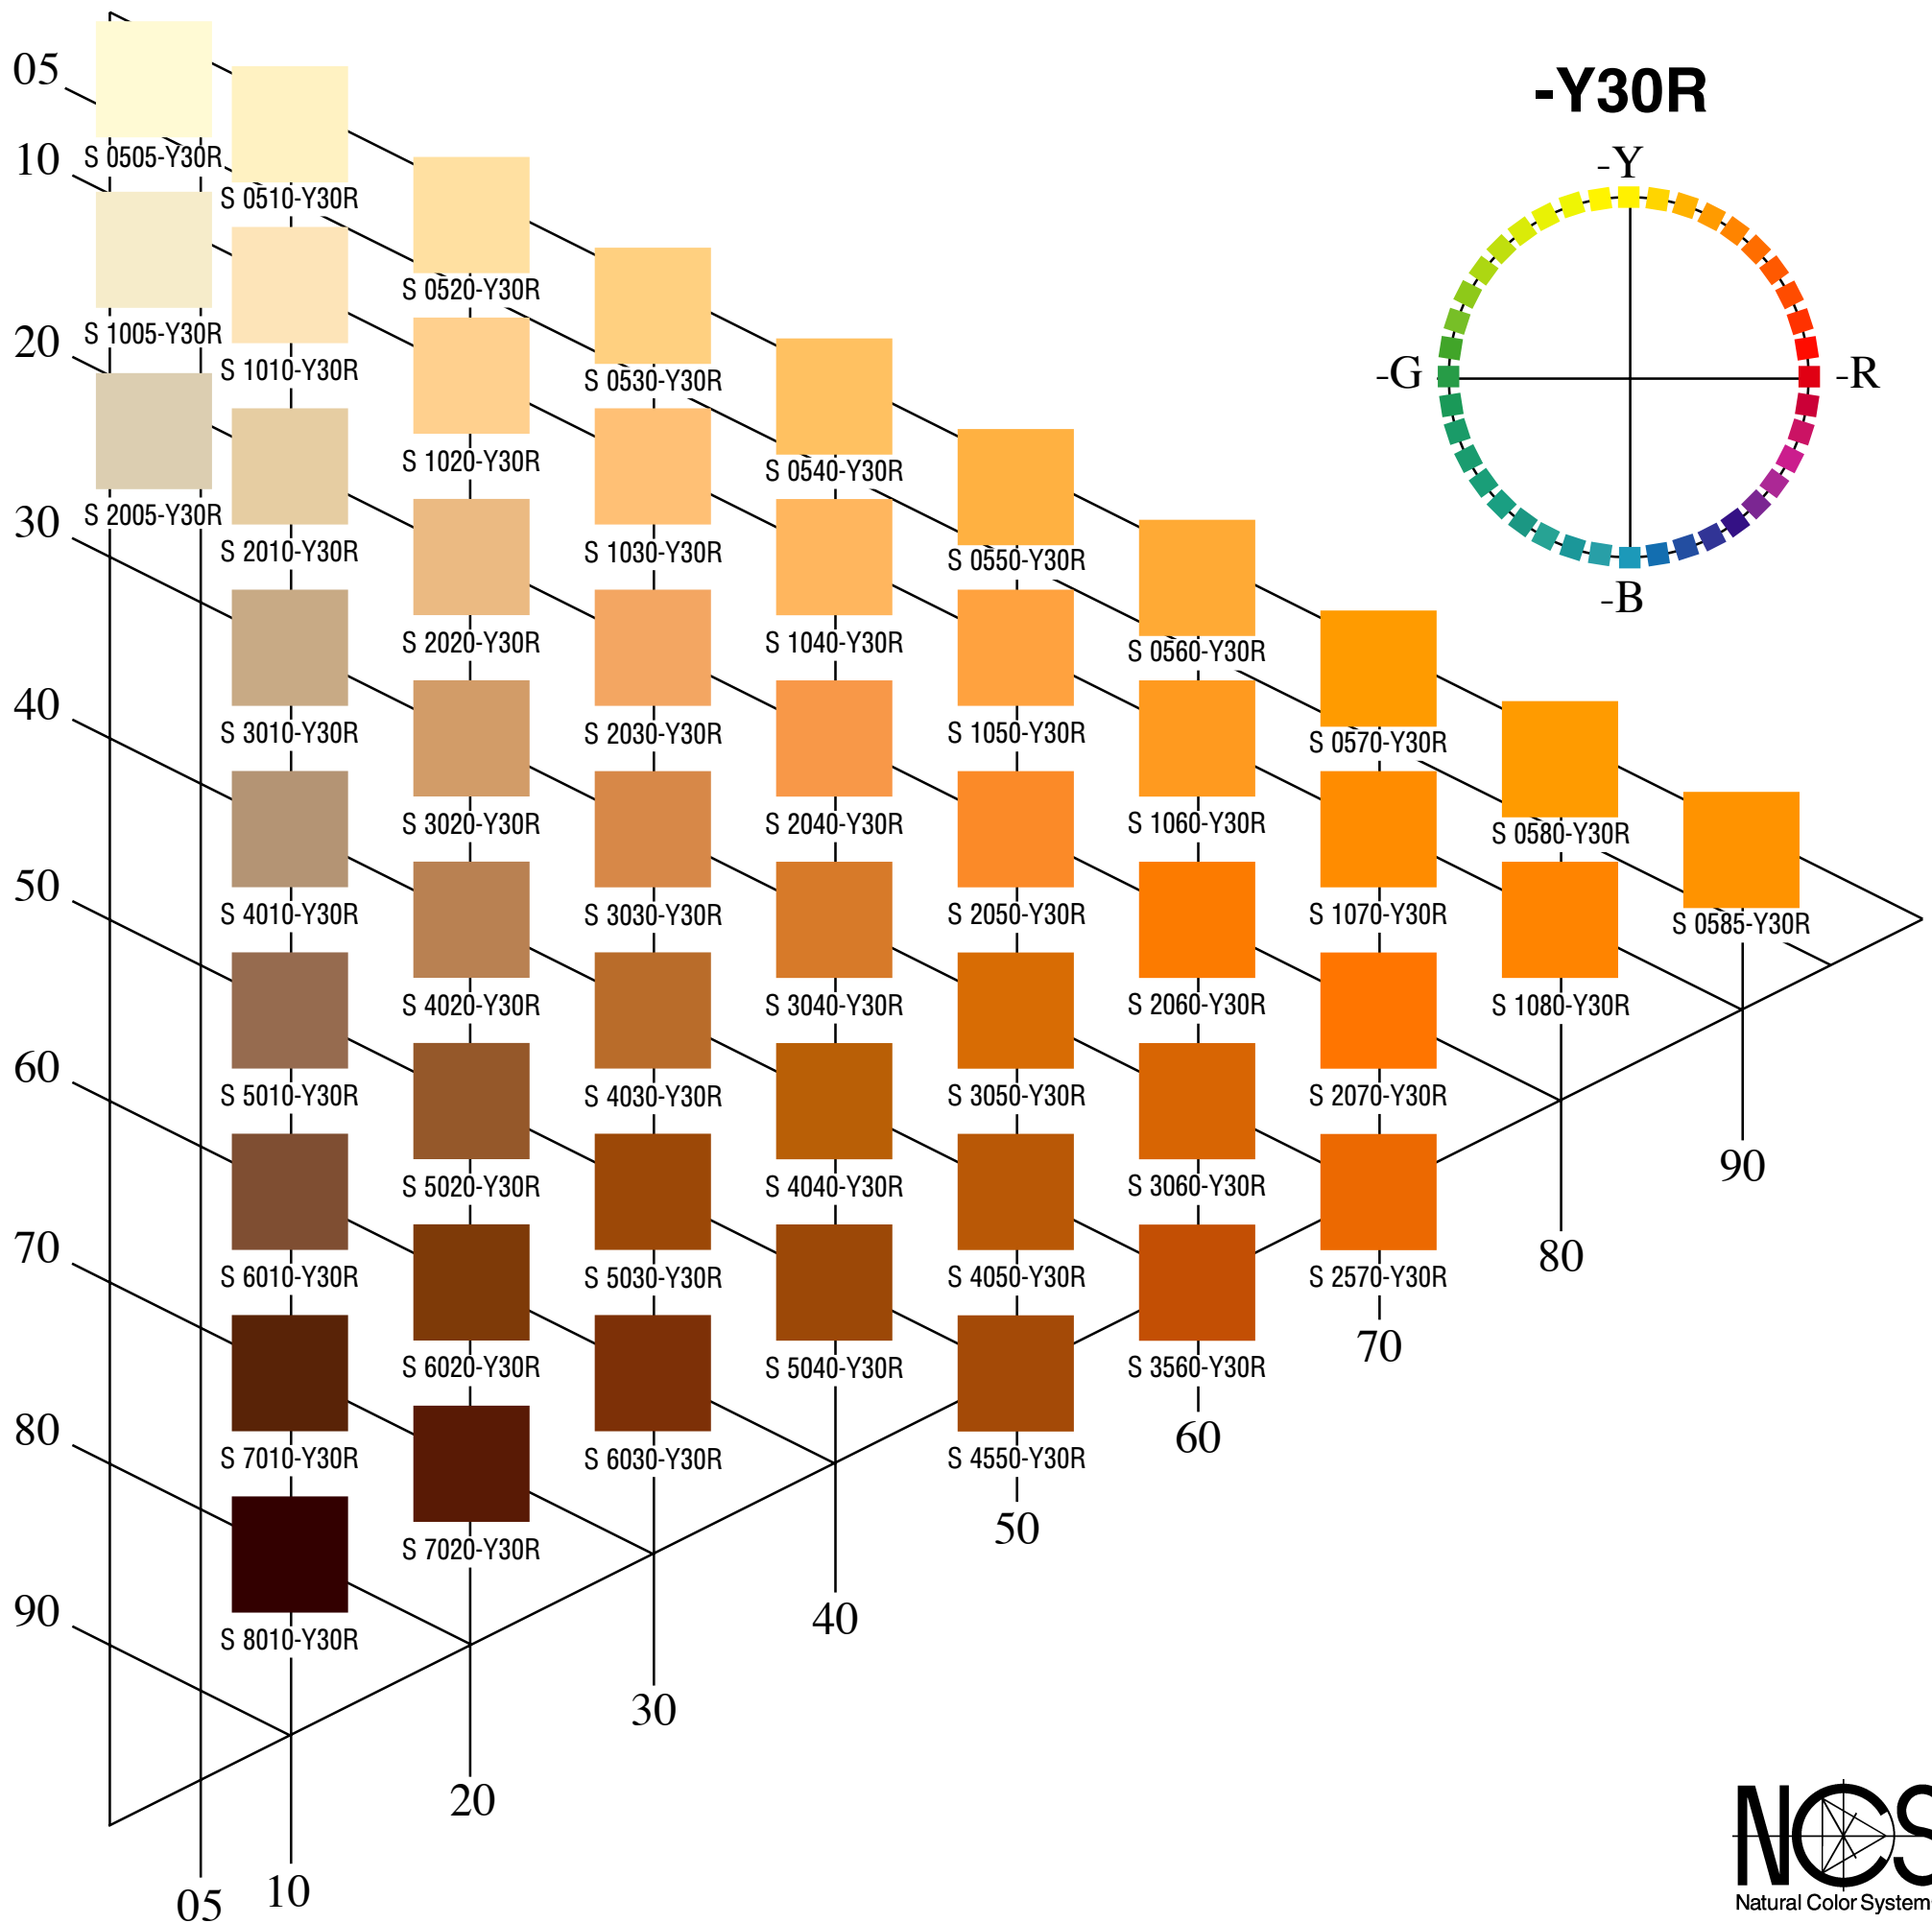 -Y30R
-Y
-G
-R
-B
05
10
20
30
40
50
60
70
80
90
S 0505-Y30R
S 0510-Y30R
S 0520-Y30R
S 1005-Y30R
S 1010-Y30R
S 0530-Y30R
S 1020-Y30R
S 0540-Y30R
S 2005-Y30R
S 2010-Y30R
S 1030-Y30R
S 0550-Y30R
S 2020-Y30R
S 1040-Y30R
S 0560-Y30R
S 3010-Y30R
S 2030-Y30R
S 1050-Y30R
S 0570-Y30R
S 3020-Y30R
S 2040-Y30R
S 1060-Y30R
S 0580-Y30R
S 4010-Y30R
S 3030-Y30R
S 2050-Y30R
S 1070-Y30R
S 0585-Y30R
S 4020-Y30R
S 3040-Y30R
S 2060-Y30R
S 1080-Y30R
S 5010-Y30R
S 4030-Y30R
S 3050-Y30R
S 2070-Y30R
S 5020-Y30R
S 4040-Y30R
S 3060-Y30R
S 6010-Y30R
S 5030-Y30R
S 4050-Y30R
S 2570-Y30R
S 6020-Y30R
S 5040-Y30R
S 3560-Y30R
S 7010-Y30R
S 6030-Y30R
S 4550-Y30R
S 7020-Y30R
S 8010-Y30R
90
80
70
60
50
40
30
20
10
05
NCS
Natural Color System